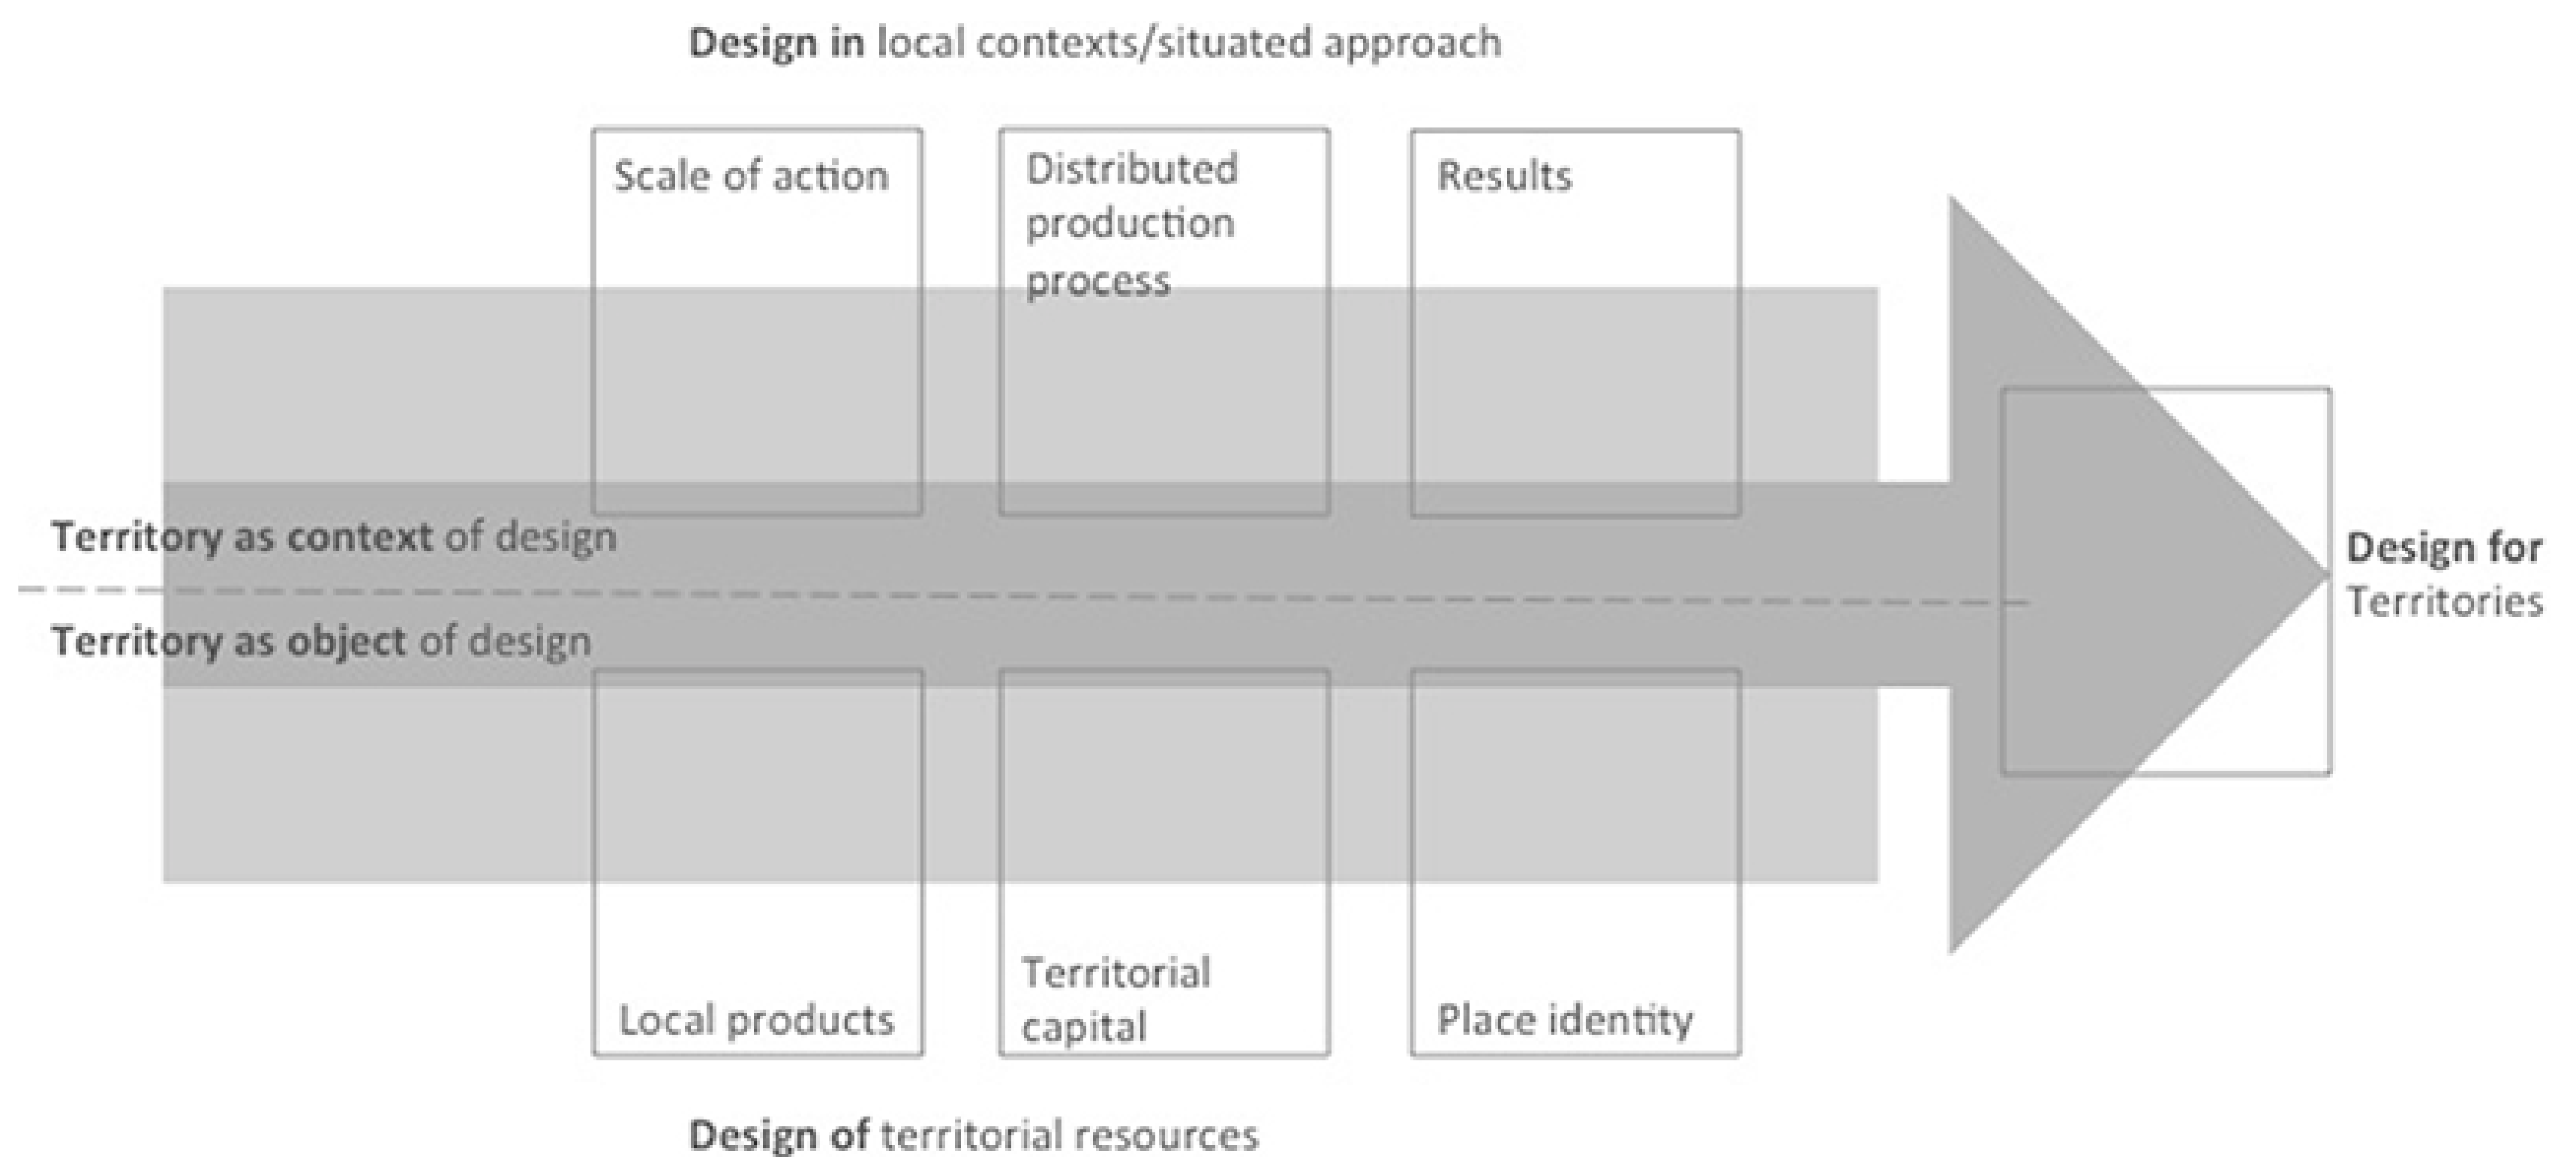 Design in local contexts/situated approach
Scale of action
Distributed
production
process
Results
Territory as context of design
Territory as object of design
Design for
Territories
Local products
Territorial
capital
Place identity
Design of territorial resources